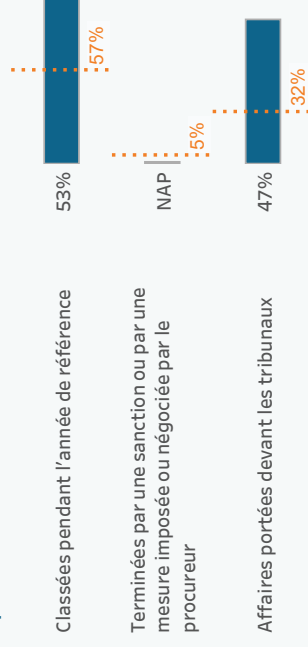 Classées pendant l’année de référence
53%
57%
Terminées par une sanction ou par une
mesure imposée ou négociée par le
procureur
NAP
5%
Affaires portées devant les tribunaux
47%
32%